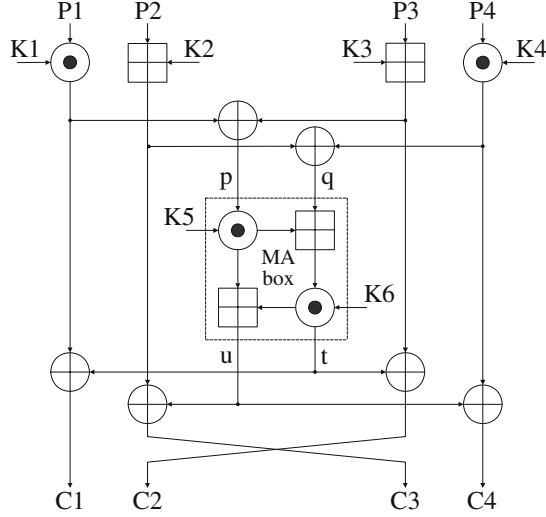 P1 P2 P3 P4
K1 K2 K3 K4
p q
K5
MA
box
K6
u t
C1 C2 C3 C4